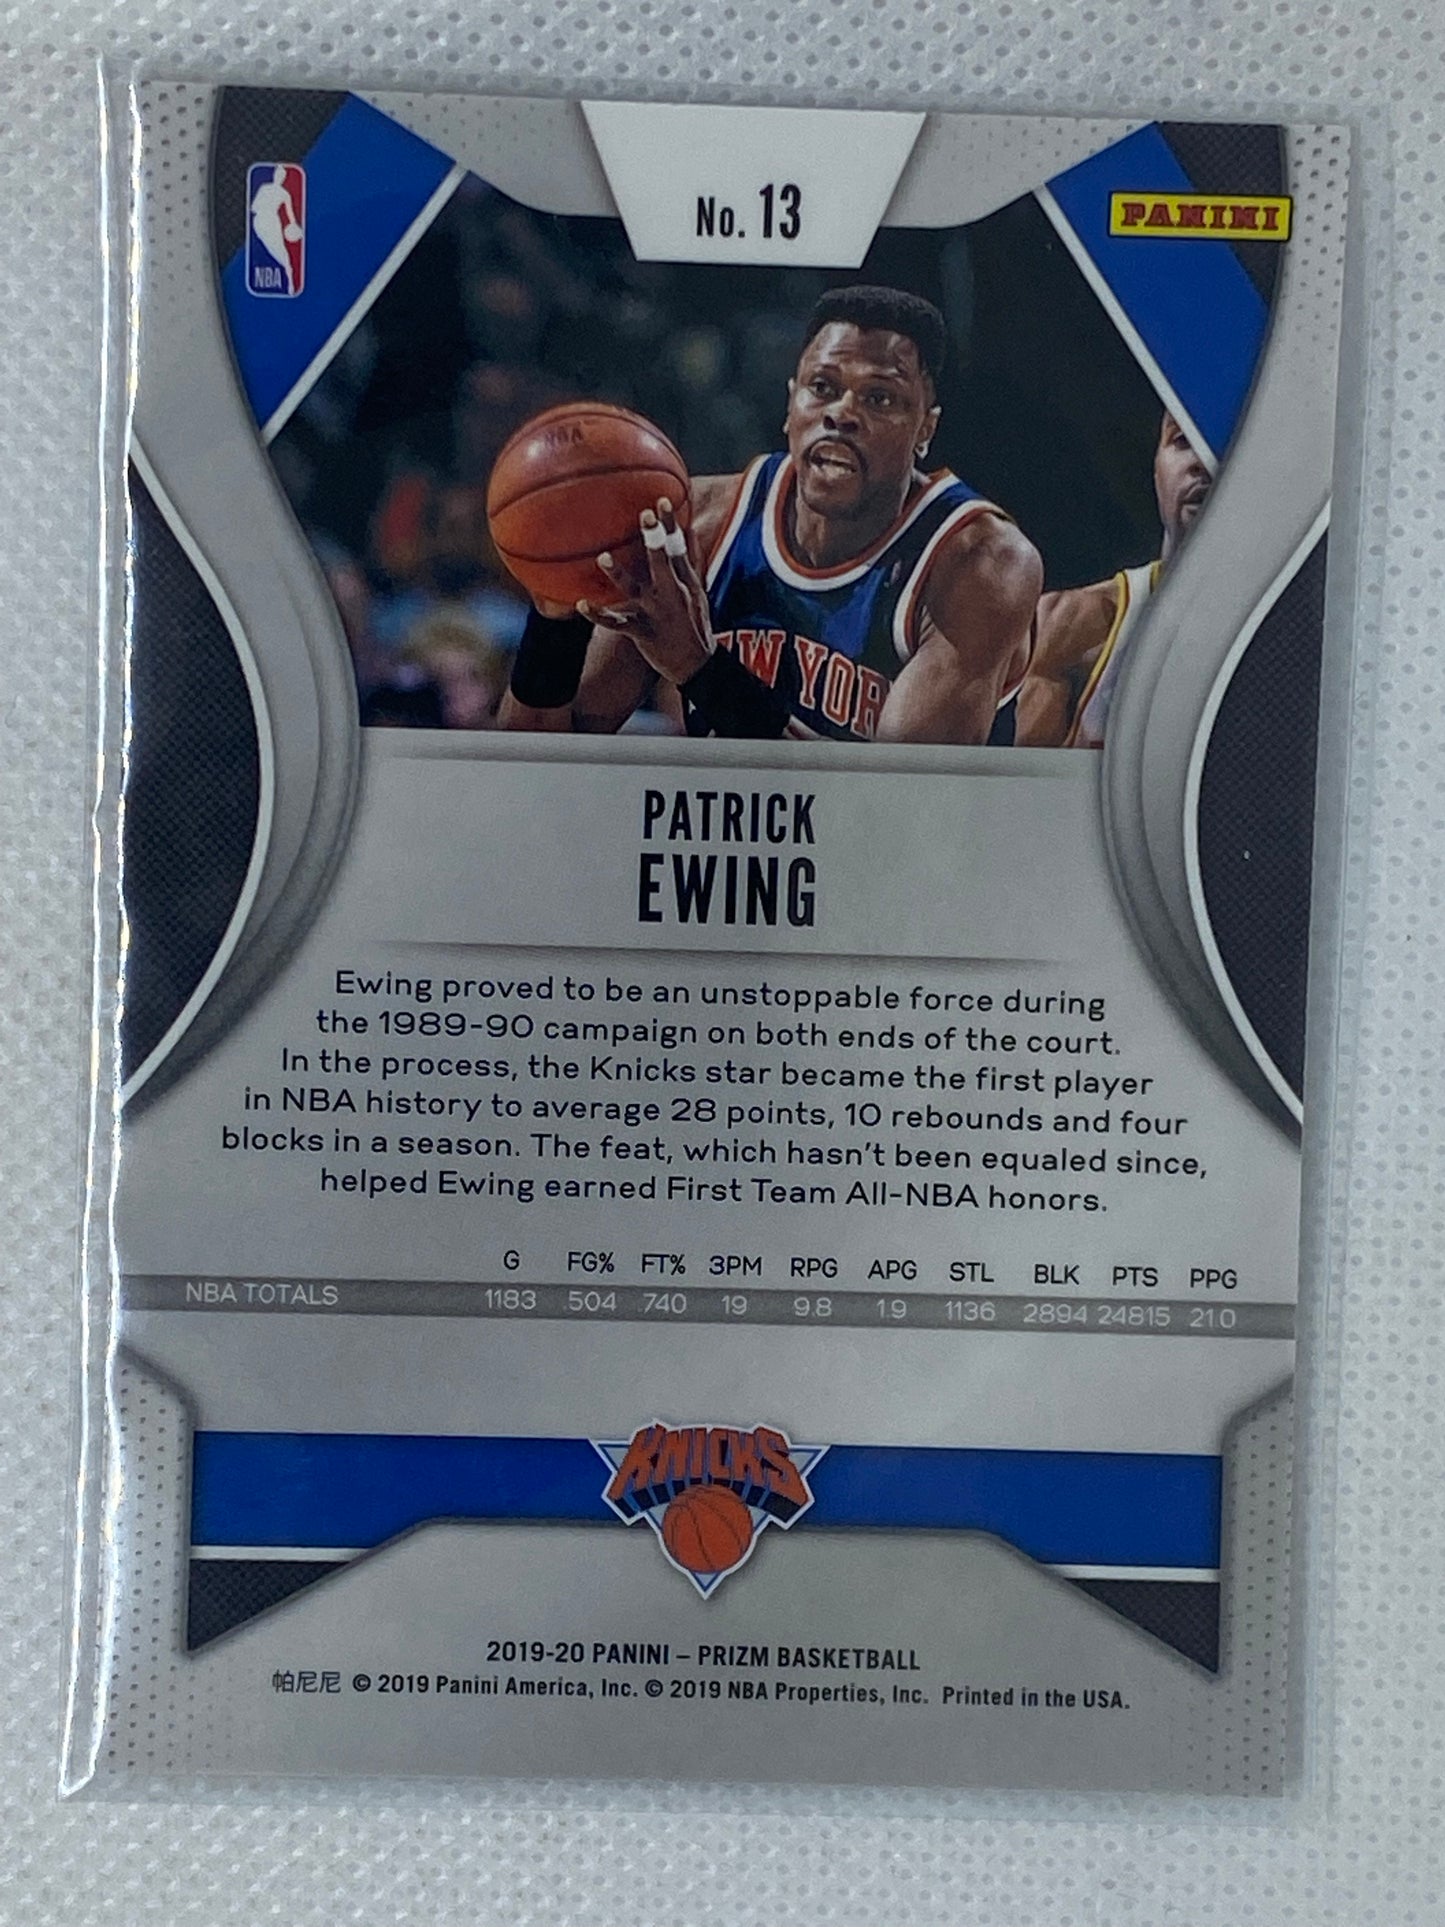 No. 13
NBA
PANINI
NBA
NEW YORK
PATRICK
EWING
Ewing proved to be an unstoppable force during
the 1989-90 campaign on both ends of the court.
In the process, the Knicks star became the first player
in NBA history to average 28 points, 10 rebounds and four
blocks in a season. The feat, which hasn't been equaled since,
helped Ewing earned First Team All-NBA honors.
G FG% FT% 3PM RPG APG STL BLK PTS PPG
NBA TOTALS 1183 .504 .740 19 9.8 1.9 1136 2894 24815 21.0
KNICKS
2019-20 PANINI – PRIZM BASKETBALL
帕尼尼 © 2019 Panini America, Inc. © 2019 NBA Properties, Inc. Printed in the USA.